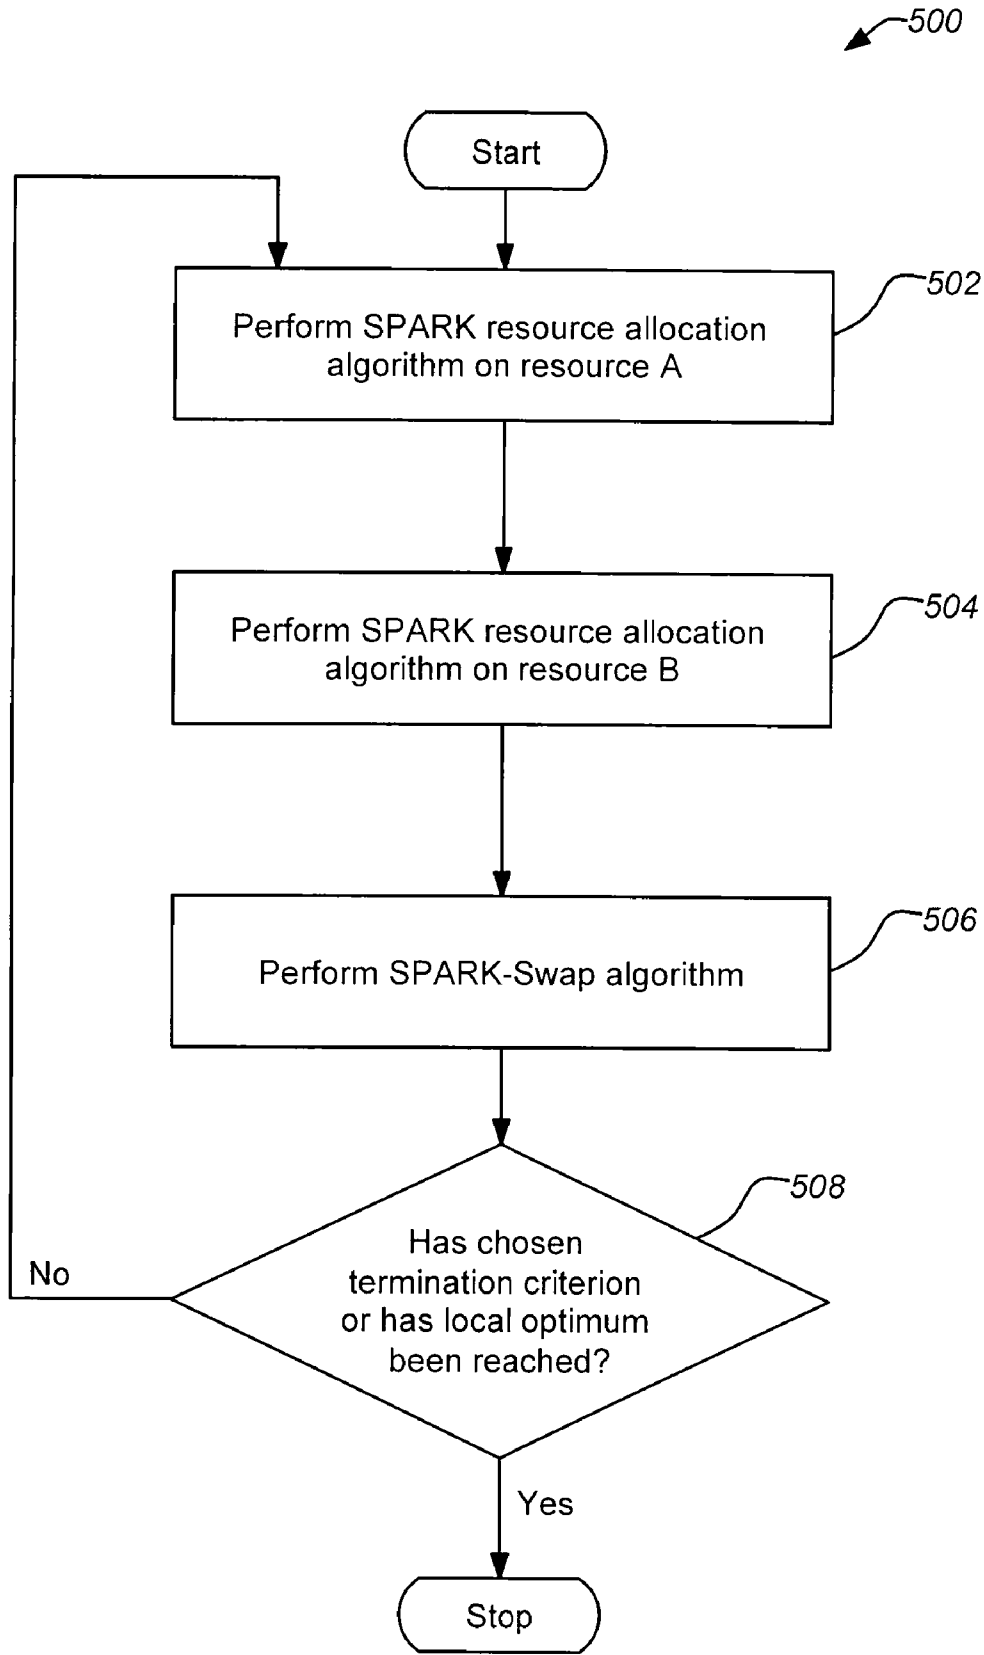 500
Start
502
Perform SPARK resource allocation
algorithm on resource A
504
Perform SPARK resource allocation
algorithm on resource B
506
Perform SPARK-Swap algorithm
508
Has chosen
termination criterion
or has local optimum
been reached?
No
Yes
Stop